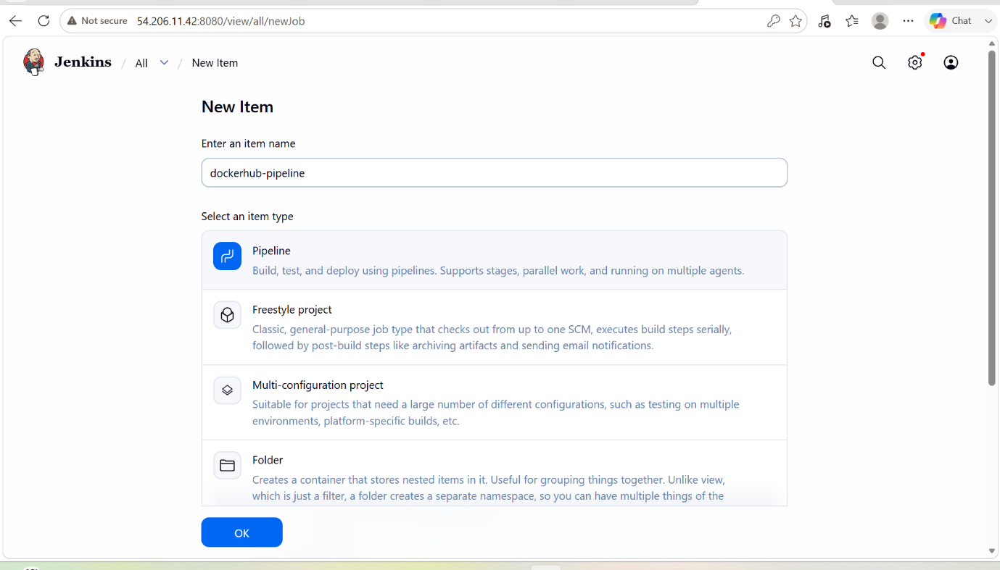 Not secure 54.206.11.42:8080/view/all/newJob
Chat
Jenkins / All / New Item
New Item
Enter an item name
dockerhub-pipeline
Select an item type
Pipeline
Build, test, and deploy using pipelines. Supports stages, parallel work, and running on multiple agents.
Freestyle project
Classic, general-purpose job type that checks out from up to one SCM, executes build steps serially,
followed by post-build steps like archiving artifacts and sending email notifications.
Multi-configuration project
Suitable for projects that need a large number of different configurations, such as testing on multiple
environments, platform-specific builds, etc.
Folder
Creates a container that stores nested items in it. Useful for grouping things together. Unlike view,
which is just a filter, a folder creates a separate namespace, so you can have multiple things of the
OK